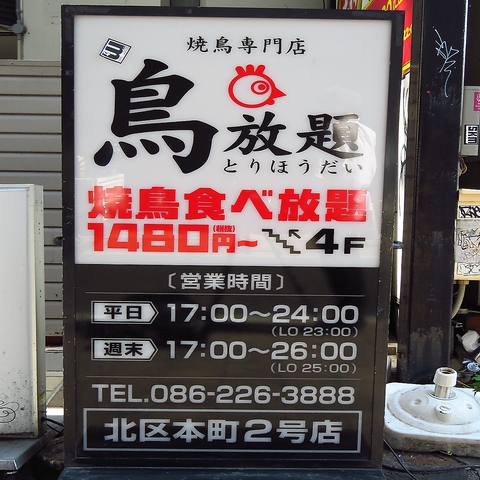 焼鳥専門店
鳥放題
とりほうだい
焼鳥食べ放題
1480円(税抜)〜 4F
〔営業時間〕
平日 17:00〜24:00
(LO 23:00)
週末 17:00〜26:00
(LO 25:00)
TEL.086-226-3888
北区本町2号店